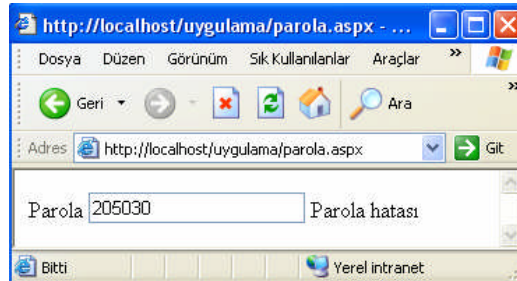 http://localhost/uygulama/parola.aspx - ...
Dosya Düzen Görünüm Sık Kullanılanlar Araçlar »
Geri Ara »
Adres http://localhost/uygulama/parola.aspx Git
Parola 205030 Parola hatası
Bitti Yerel intranet